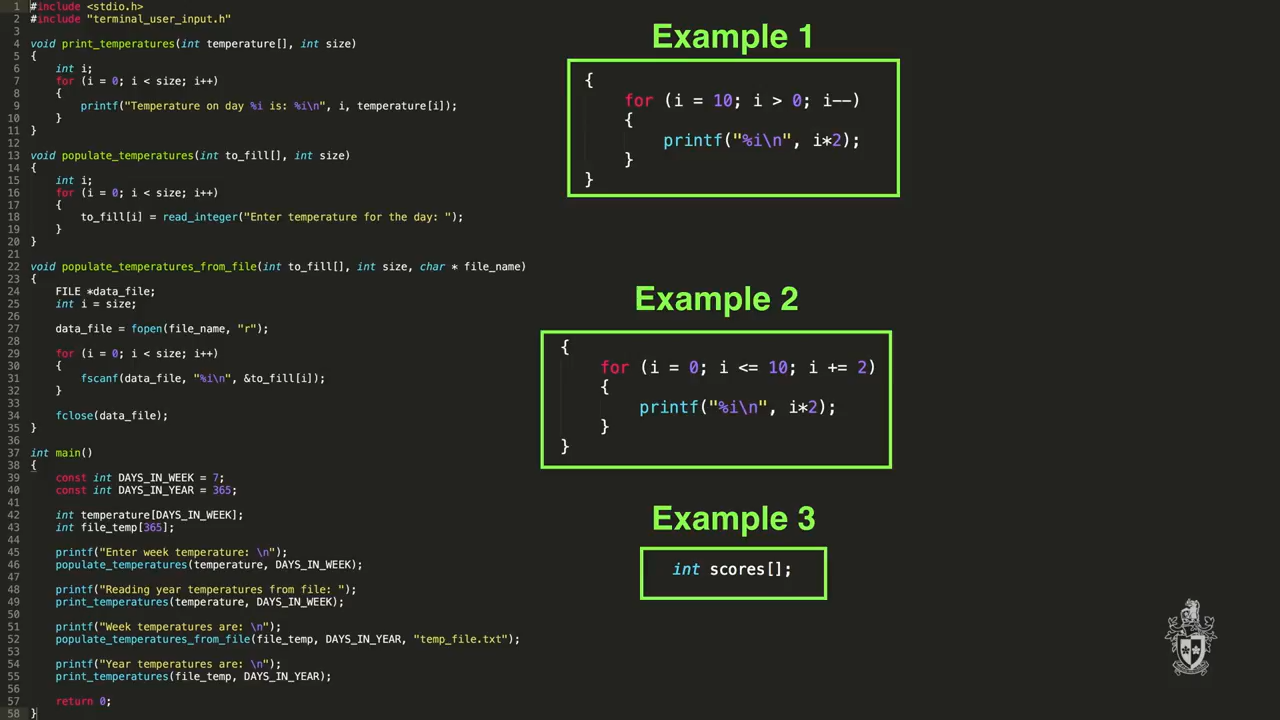 1 #include <stdio.h>
2 #include "terminal_user_input.h"
3
4 void print_temperatures(int temperature[], int size)
5 {
6     int i;
7     for (i = 0; i < size; i++)
8     {
9         printf("Temperature on day %i is: %i\n", i, temperature[i]);
10     }
11 }
12
13 void populate_temperatures(int to_fill[], int size)
14 {
15     int i;
16     for (i = 0; i < size; i++)
17     {
18         to_fill[i] = read_integer("Enter temperature for the day: ");
19     }
20 }
21
22 void populate_temperatures_from_file(int to_fill[], int size, char * file_name)
23 {
24     FILE *data_file;
25     int i = size;
26
27     data_file = fopen(file_name, "r");
28
29     for (i = 0; i < size; i++)
30     {
31         fscanf(data_file, "%i\n", &to_fill[i]);
32     }
33
34     fclose(data_file);
35 }
36
37 int main()
38 {
39     const int DAYS_IN_WEEK = 7;
40     const int DAYS_IN_YEAR = 365;
41
42     int temperature[DAYS_IN_WEEK];
43     int file_temp[365];
44
45     printf("Enter week temperature: \n");
46     populate_temperatures(temperature, DAYS_IN_WEEK);
47
48     printf("Reading year temperatures from file: ");
49     print_temperatures(temperature, DAYS_IN_WEEK);
50
51     printf("Week temperatures are: \n");
52     populate_temperatures_from_file(file_temp, DAYS_IN_YEAR, "temp_file.txt");
53
54     printf("Year temperatures are: \n");
55     print_temperatures(file_temp, DAYS_IN_YEAR);
56
57     return 0;
58 }
Example 1
{
    for (i = 10; i > 0; i--)
    {
        printf("%i\n", i*2);
    }
}
Example 2
{
    for (i = 0; i <= 10; i += 2)
    {
        printf("%i\n", i*2);
    }
}
Example 3
int scores[];